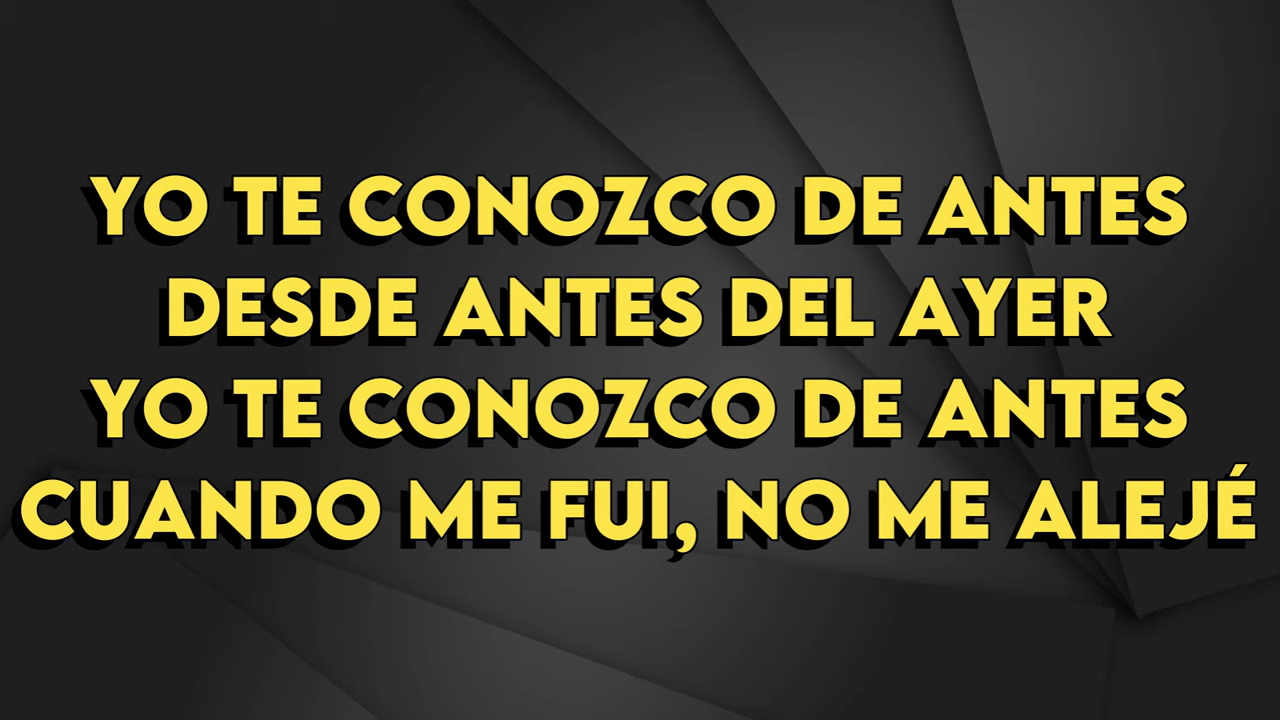 YO TE CONOZCO DE ANTES
DESDE ANTES DEL AYER
YO TE CONOZCO DE ANTES
CUANDO ME FUI, NO ME ALEJÉ